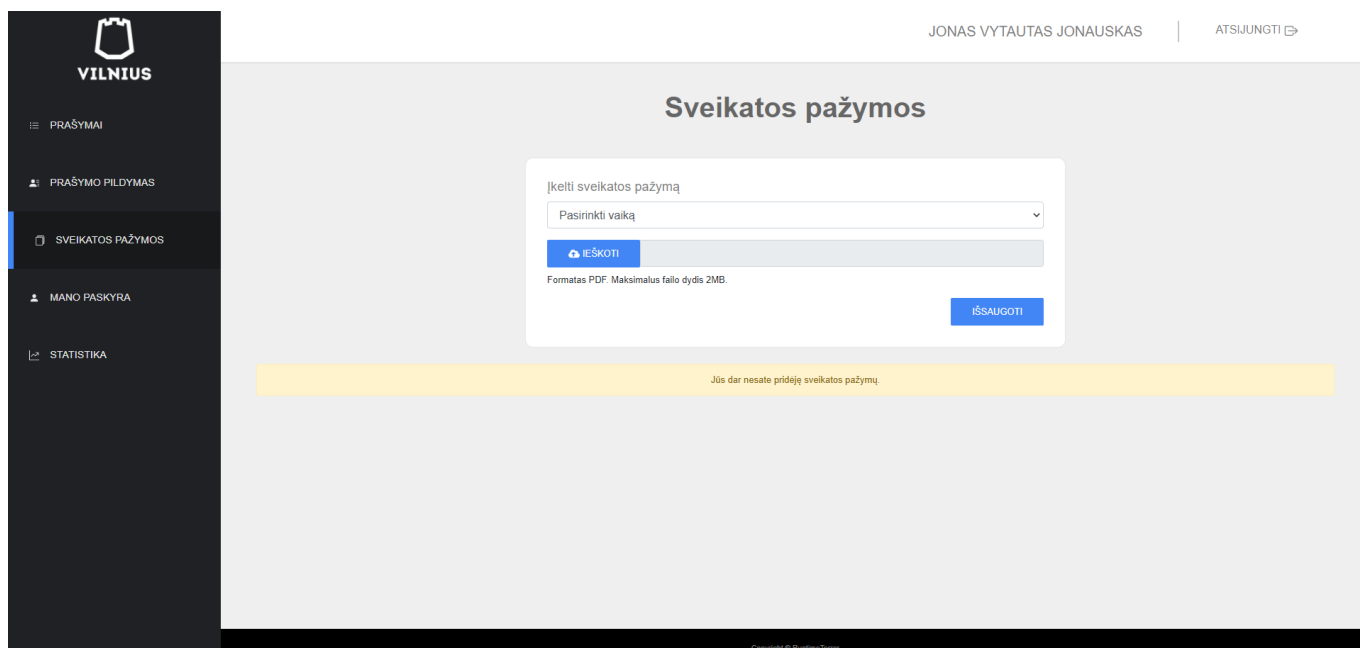 VILNIUS
JONAS VYTAUTAS JONAUSKAS
ATSIJUNGTI
PRAŠYMAI
PRAŠYMO PILDYMAS
SVEIKATOS PAŽYMOS
MANO PASKYRA
STATISTIKA
Sveikatos pažymos
Įkelti sveikatos pažymą
Pasirinkti vaiką
IEŠKOTI
Formatas PDF. Maksimalus failo dydis 2MB.
IŠSAUGOTI
Jūs dar nesate pridėję sveikatos pažymų.
Copyright ©